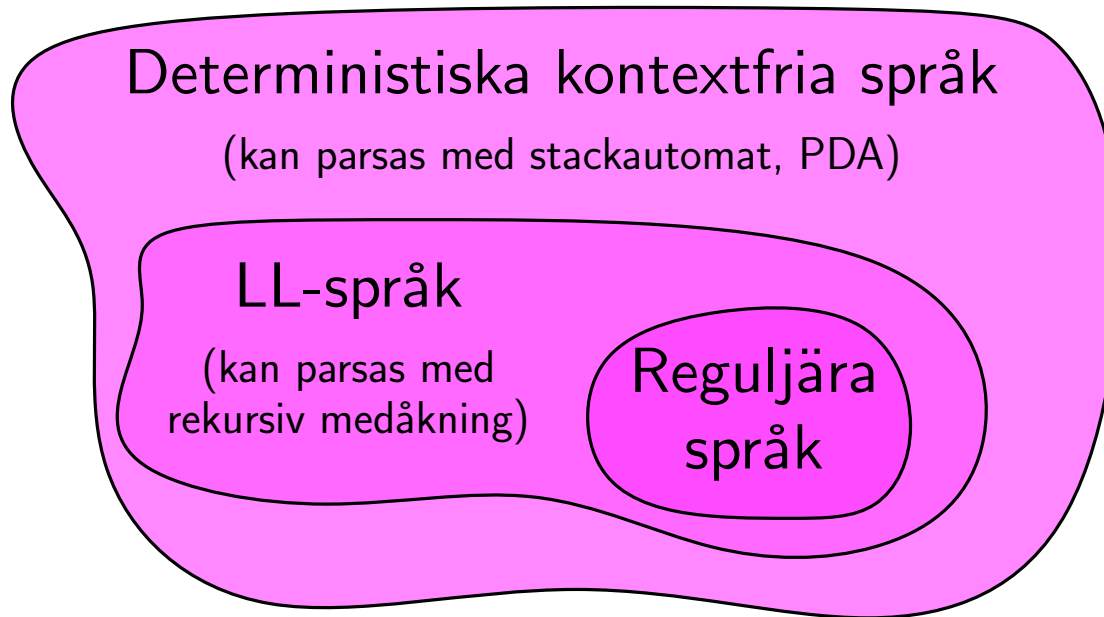 Deterministiska kontextfria språk
(kan parsas med stackautomat, PDA)
LL-språk
(kan parsas med
rekursiv medåkning)
Reguljära
språk